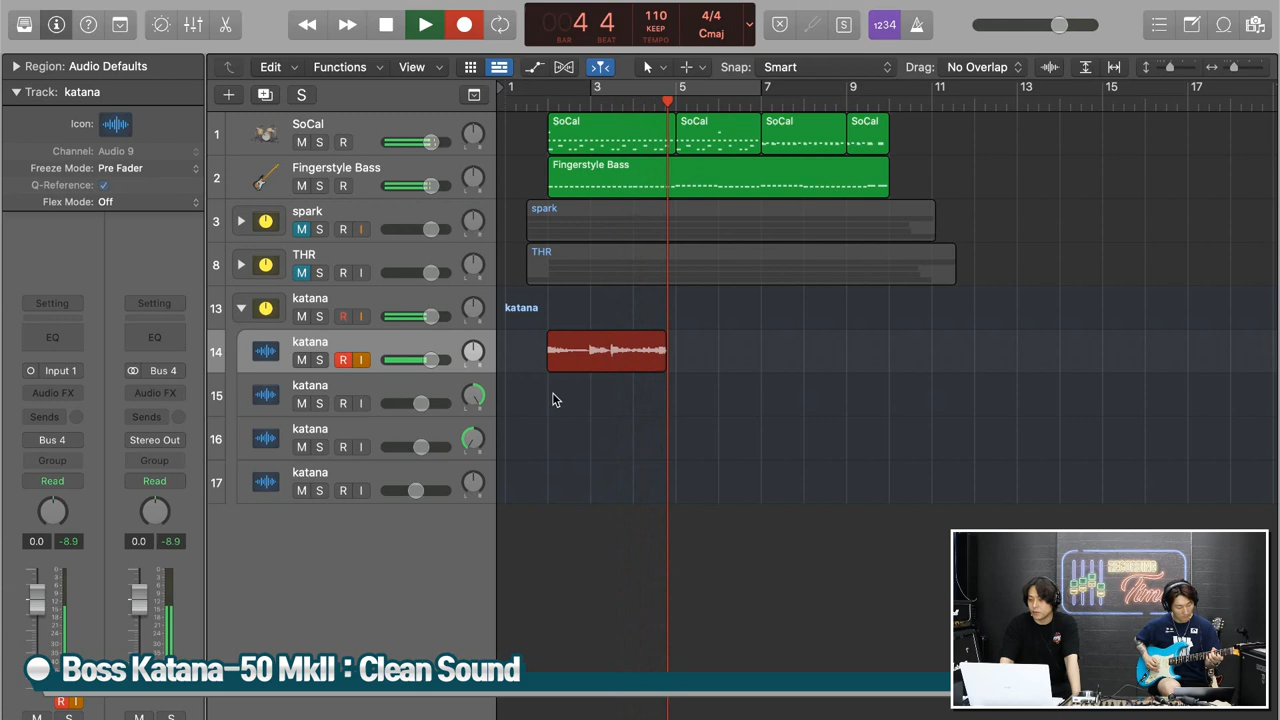 4 4
BAR BEAT
110
KEEP
TEMPO
4/4
Cmaj
S
1234
Region: Audio Defaults
Edit
Functions
View
Snap: Smart
Drag: No Overlap
Track: katana
S
1 3 5 7 9 11 13 15 17
Icon:
Channel: Audio 9
Freeze Mode: Pre Fader
Q-Reference:
Flex Mode: Off
1 SoCal
M S R
SoCal SoCal SoCal SoCal
2 Fingerstyle Bass
M S R
Fingerstyle Bass
3 spark
M S R I
spark
8 THR
M S R I
THR
13 katana
M S R I
katana
14 katana
M S R I
15 katana
M S R I
16 katana
M S R I
17 katana
M S R I
Setting Setting
EQ EQ
Input 1 Bus 4
Audio FX Audio FX
Sends Sends
Bus 4 Stereo Out
Group Group
Read Read
0.0 -8.9 0.0 -8.9
R I
M S M S
RECORDING
Time
Boss Katana-50 MkII : Clean Sound